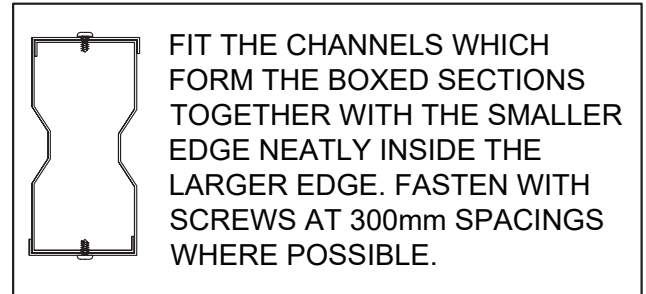 FIT THE CHANNELS WHICH
FORM THE BOXED SECTIONS
TOGETHER WITH THE SMALLER
EDGE NEATLY INSIDE THE
LARGER EDGE. FASTEN WITH
SCREWS AT 300mm SPACINGS
WHERE POSSIBLE.